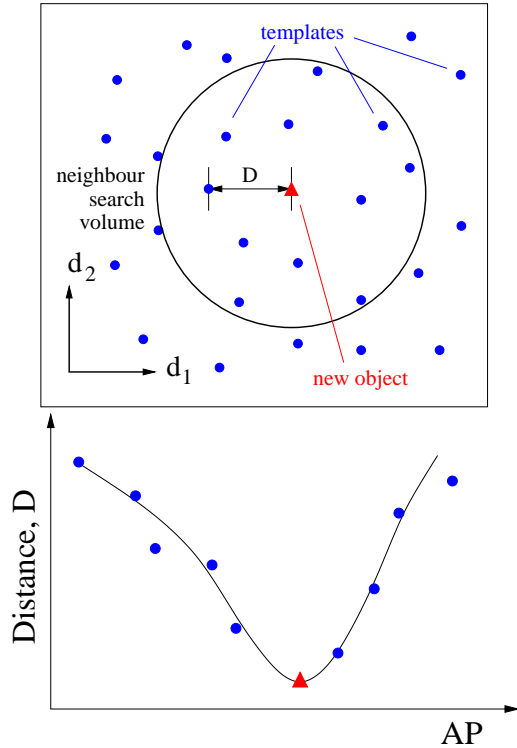 templates
D
neighbour
search
volume
d2
d1
new object
Distance, D
AP